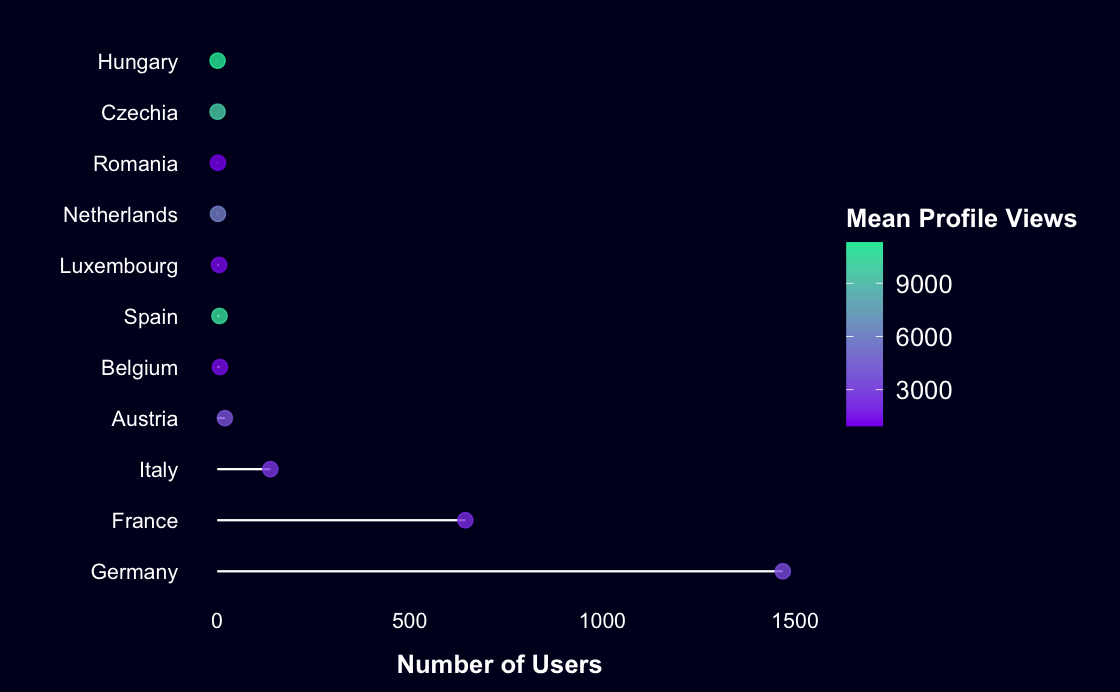 Hungary
Czechia
Romania
Netherlands
Luxembourg
Spain
Belgium
Austria
Italy
France
Germany
0 500 1000 1500
Number of Users
Mean Profile Views
9000
6000
3000